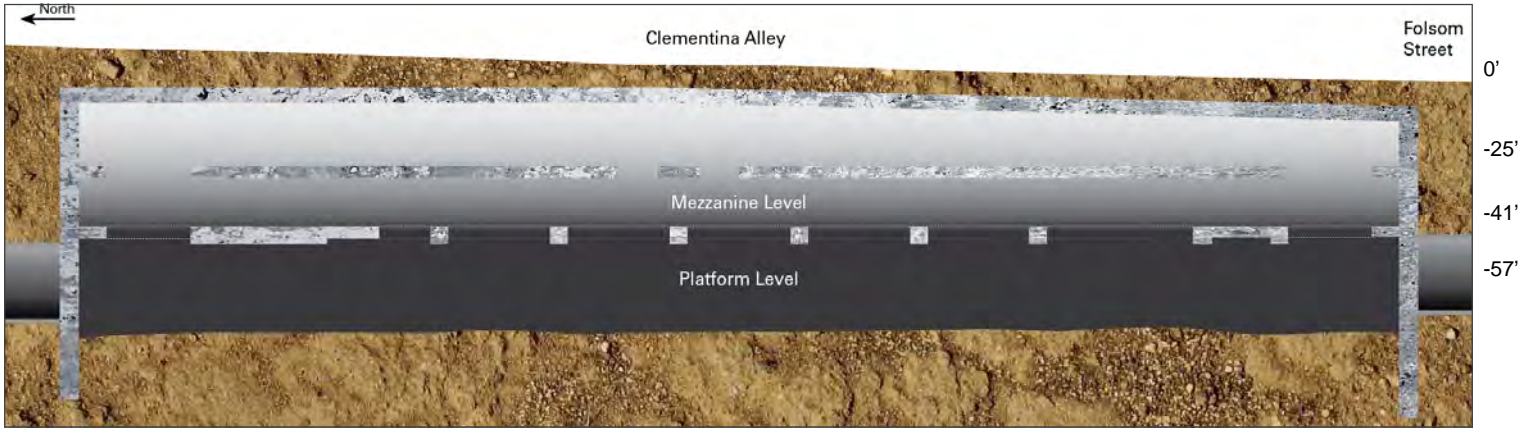 North
Clementina Alley
Folsom
Street
0’
-25’
Mezzanine Level
-41’
-57’
Platform Level